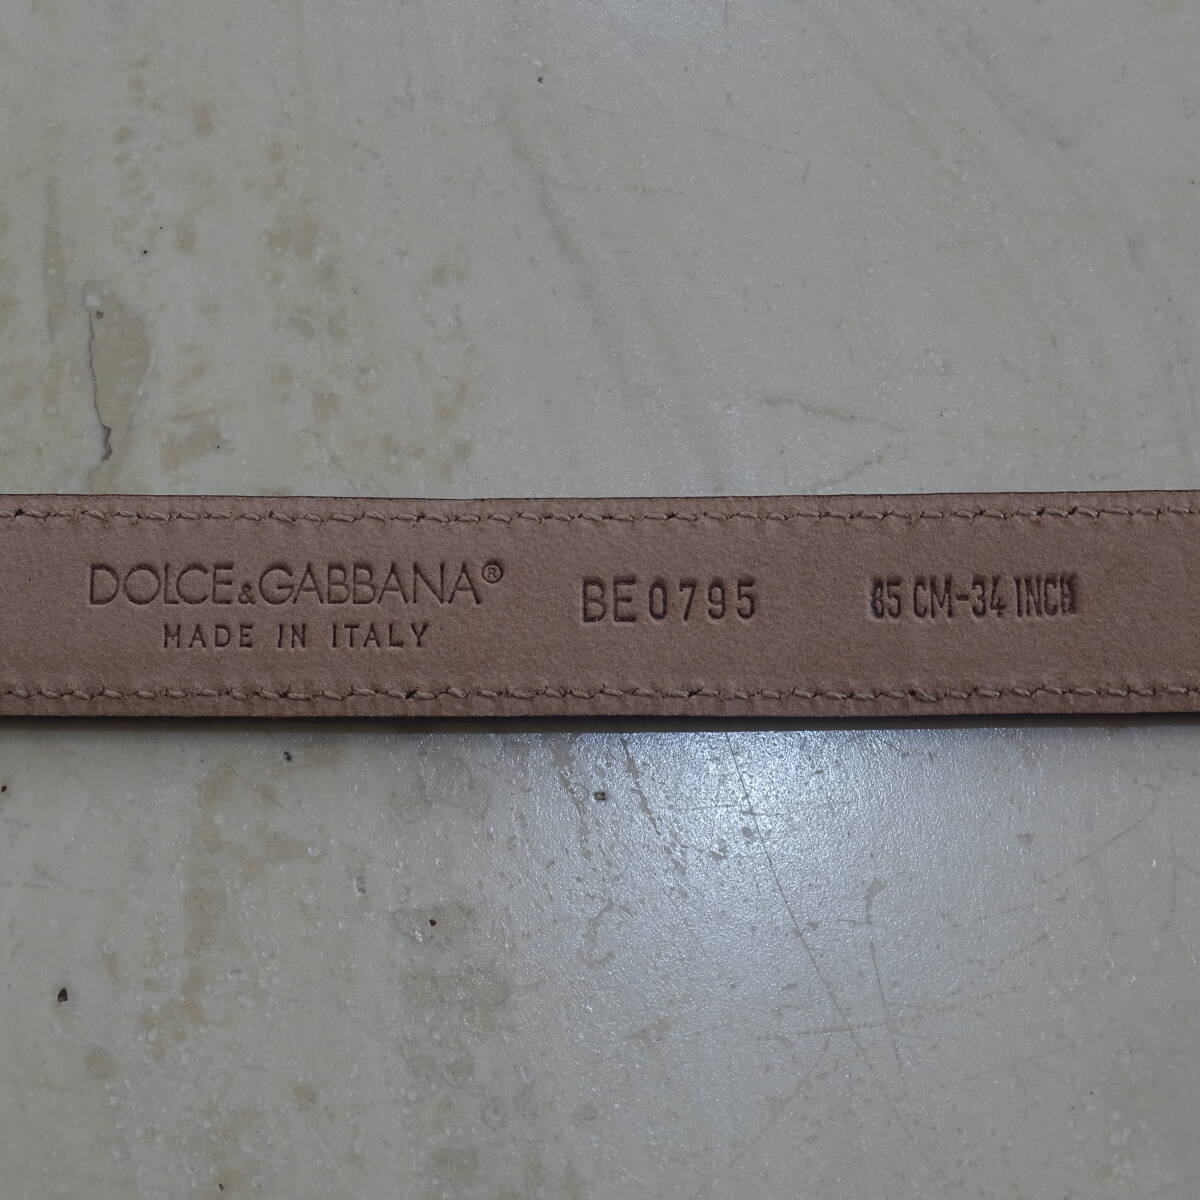 DOLCE&GABBANA® BE0795 85 CM-34 INCH
MADE IN ITALY